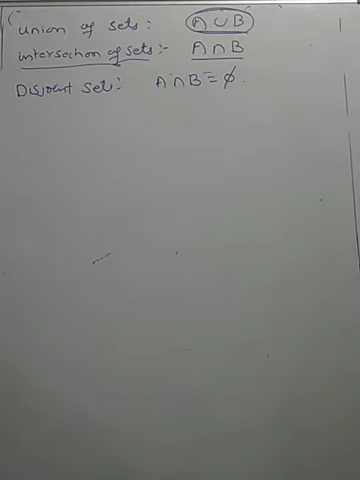 union of sets: A ∪ B
intersection of sets:- A ∩ B
Disjoint set:- A ∩ B = ϕ.